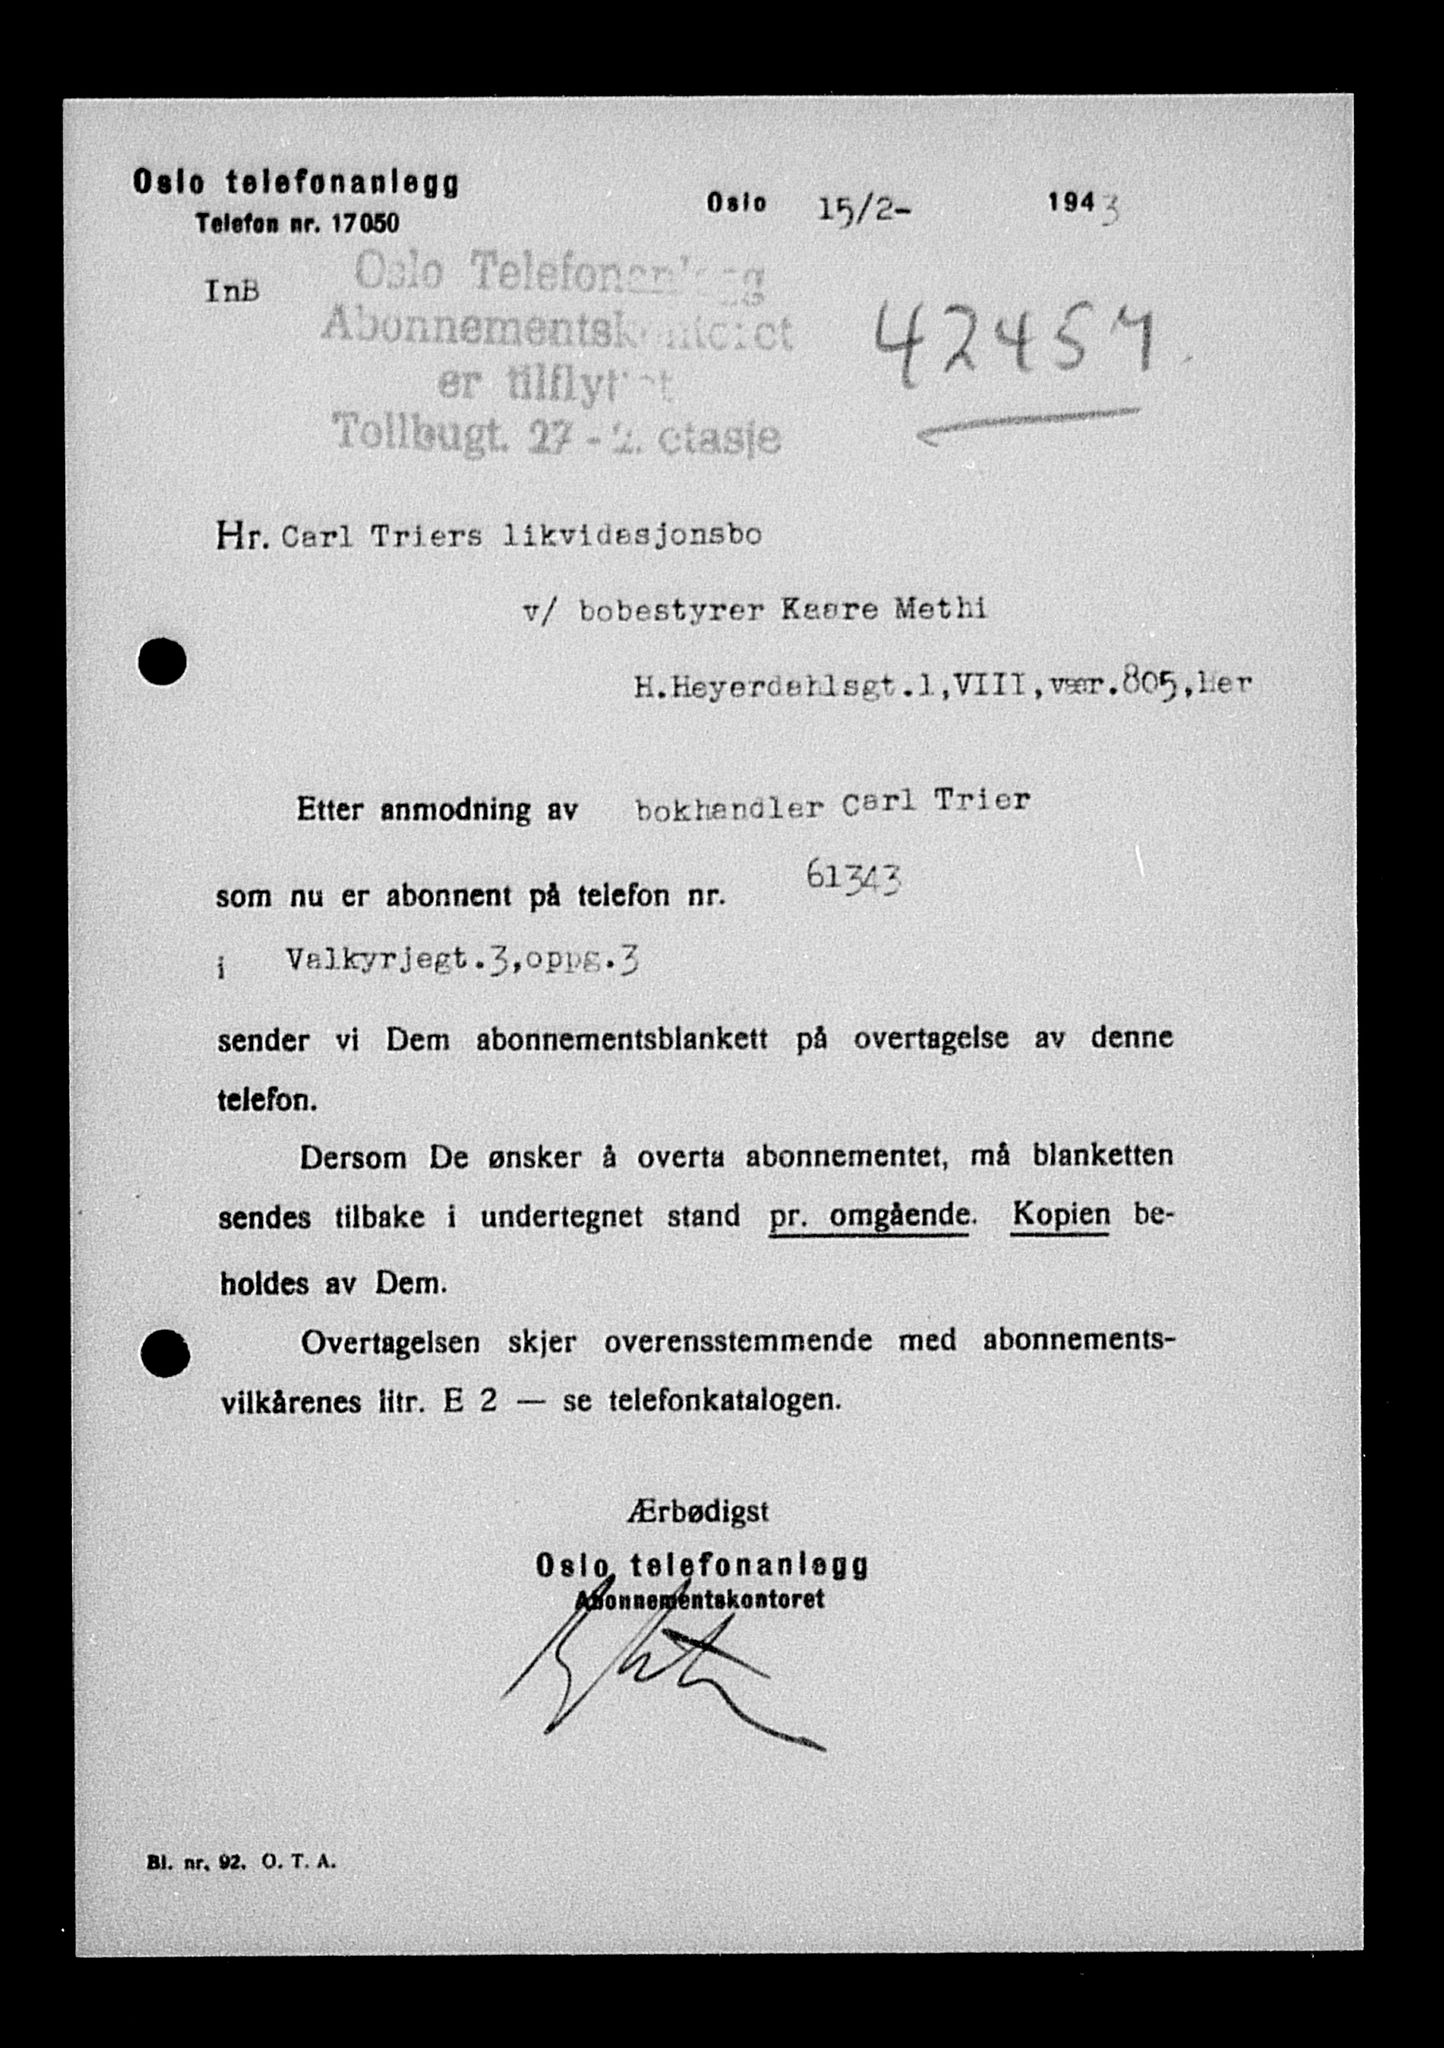 Oslo telefonanlegg
Telefon nr. 17050
Oslo 15/2- 1943
InB
Oslo Telefonanlegg
Abonnementskontoret
er tilflyttet
Tollbugt. 27 - 2. etasje
42457.
Hr. Carl Triers likvidasjonsbo
v/ bobestyrer Kaare Methi
H.Heyerdahlsgt.1,VIII,vær.805,her
Etter anmodning av bokhandler Carl Trier
som nu er abonnent på telefon nr. 61343
i Valkyrjegt.3,oppg.3
sender vi Dem abonnementsblankett på overtagelse av denne
telefon.
Dersom De ønsker å overta abonnementet, må blanketten
sendes tilbake i undertegnet stand pr. omgående. Kopien be-
holdes av Dem.
Overtagelsen skjer overensstemmende med abonnements-
vilkårenes litr. E 2 — se telefonkatalogen.
Ærbødigst
Oslo telefonanlegg
Abonnementskontoret
Bl. nr. 92. O. T. A.